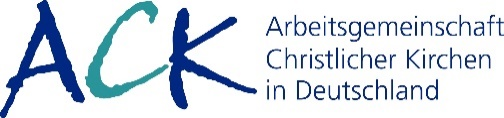 ACK
Arbeitsgemeinschaft
Christlicher Kirchen
in Deutschland